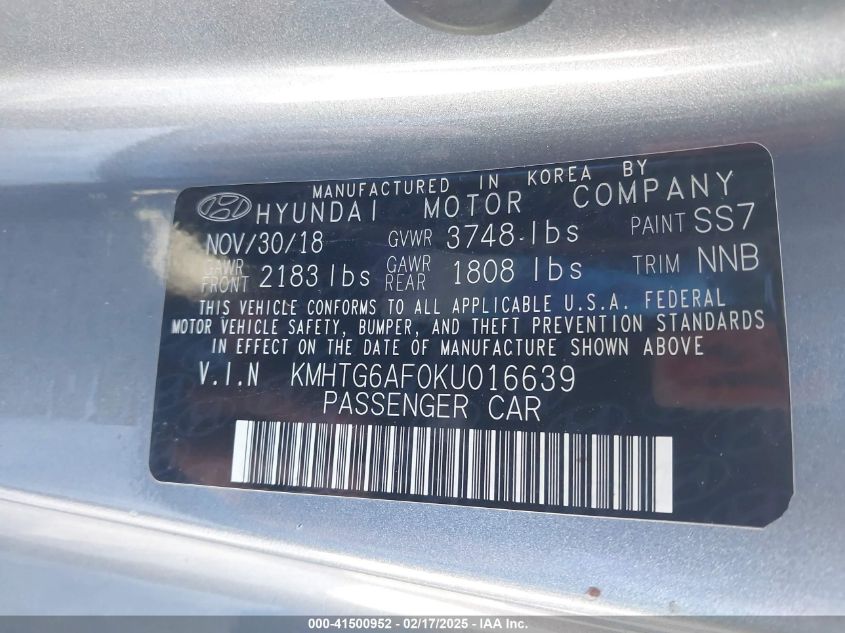 MANUFACTURED IN KOREA BY
HYUNDAI MOTOR COMPANY
NOV/30/18 GVWR 3748 lbs PAINT SS7
GAWR FRONT 2183 lbs GAWR REAR 1808 lbs TRIM NNB
THIS VEHICLE CONFORMS TO ALL APPLICABLE U.S.A. FEDERAL
MOTOR VEHICLE SAFETY, BUMPER, AND THEFT PREVENTION STANDARDS
IN EFFECT ON THE DATE OF MANUFACTURE SHOWN ABOVE
V.I.N KMHTG6AF0KU016639
PASSENGER CAR
000-41500952 - 02/17/2025 - IAA Inc.